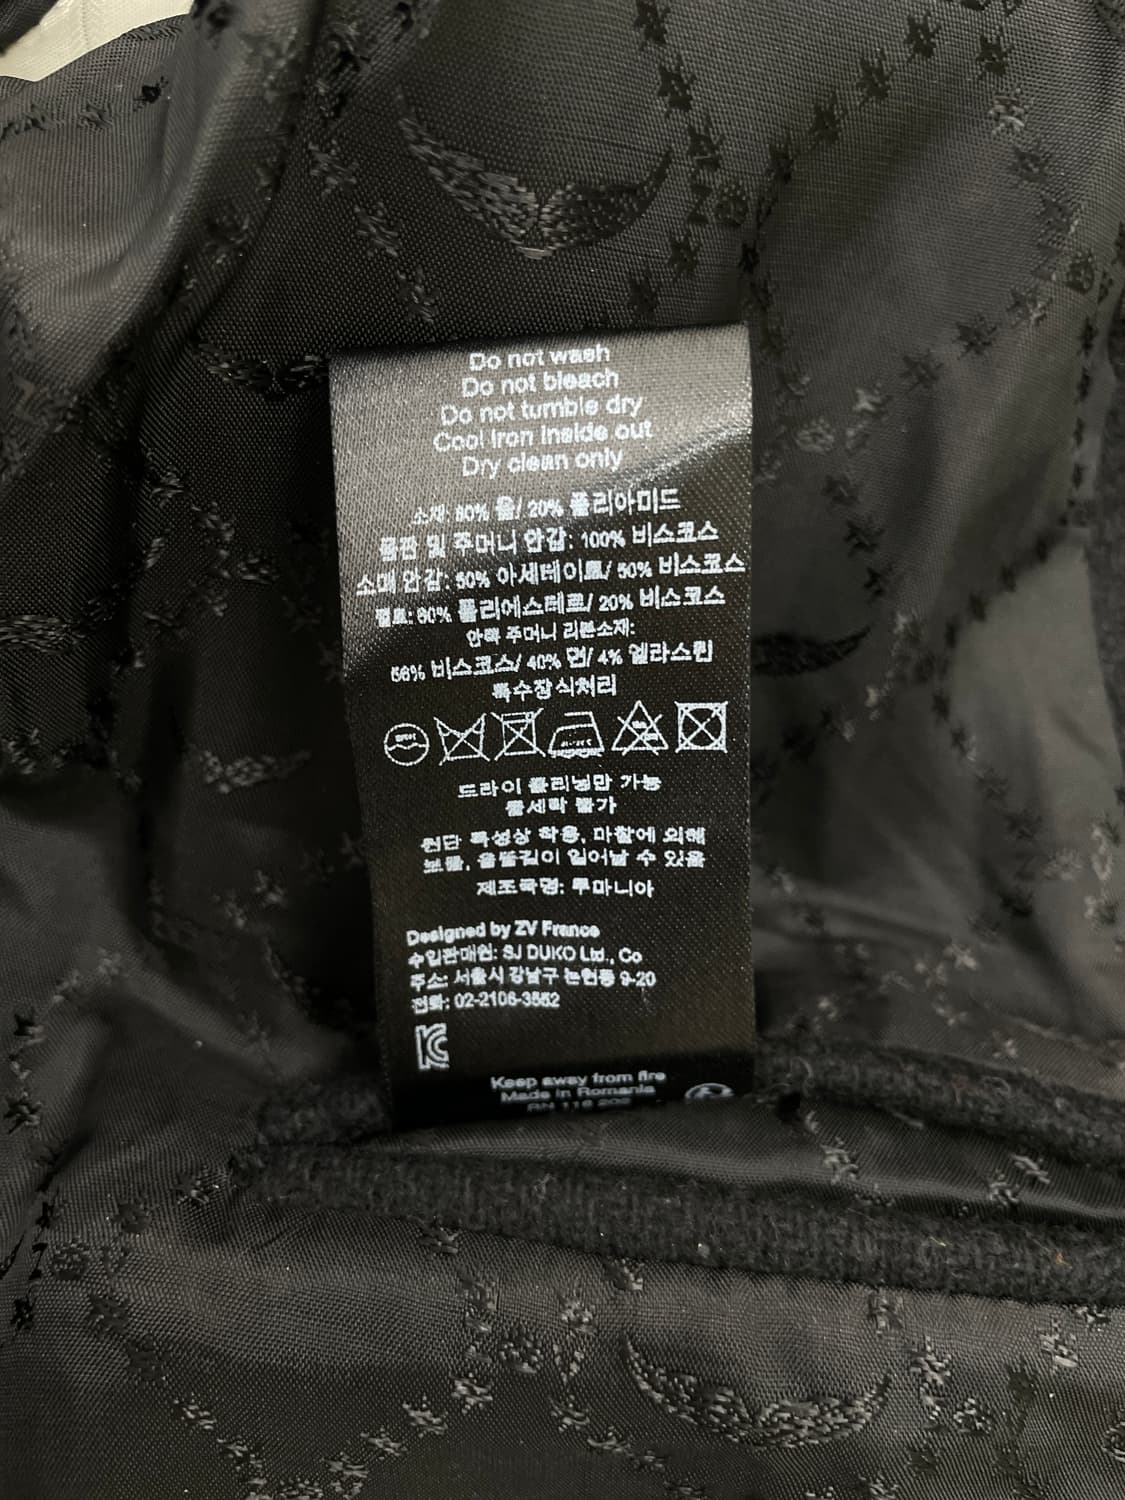 Do not wash
Do not bleach
Do not tumble dry
Cool iron inside out
Dry clean only
소재: 80% 울/ 20% 폴리아미드
몸판 및 주머니 안감: 100% 비스코스
소매 안감: 50% 아세테이트/ 50% 비스코스
펠트: 80% 폴리에스테르/ 20% 비스코스
안쪽 주머니 리본소재:
56% 비스코스/ 40% 면/ 4% 엘라스틴
특수장식처리
드라이 클리닝만 가능
물세탁 불가
원단 특성상 착용, 마찰에 의해
보풀, 올뜯김이 일어날 수 있음
제조국명: 루마니아
Designed by ZV France
수입판매원: SJ DUKO Ltd., Co
주소: 서울시 강남구 논현동 9-20
전화: 02-2106-3562
KC
Keep away from fire
Made in Romania
RN 116